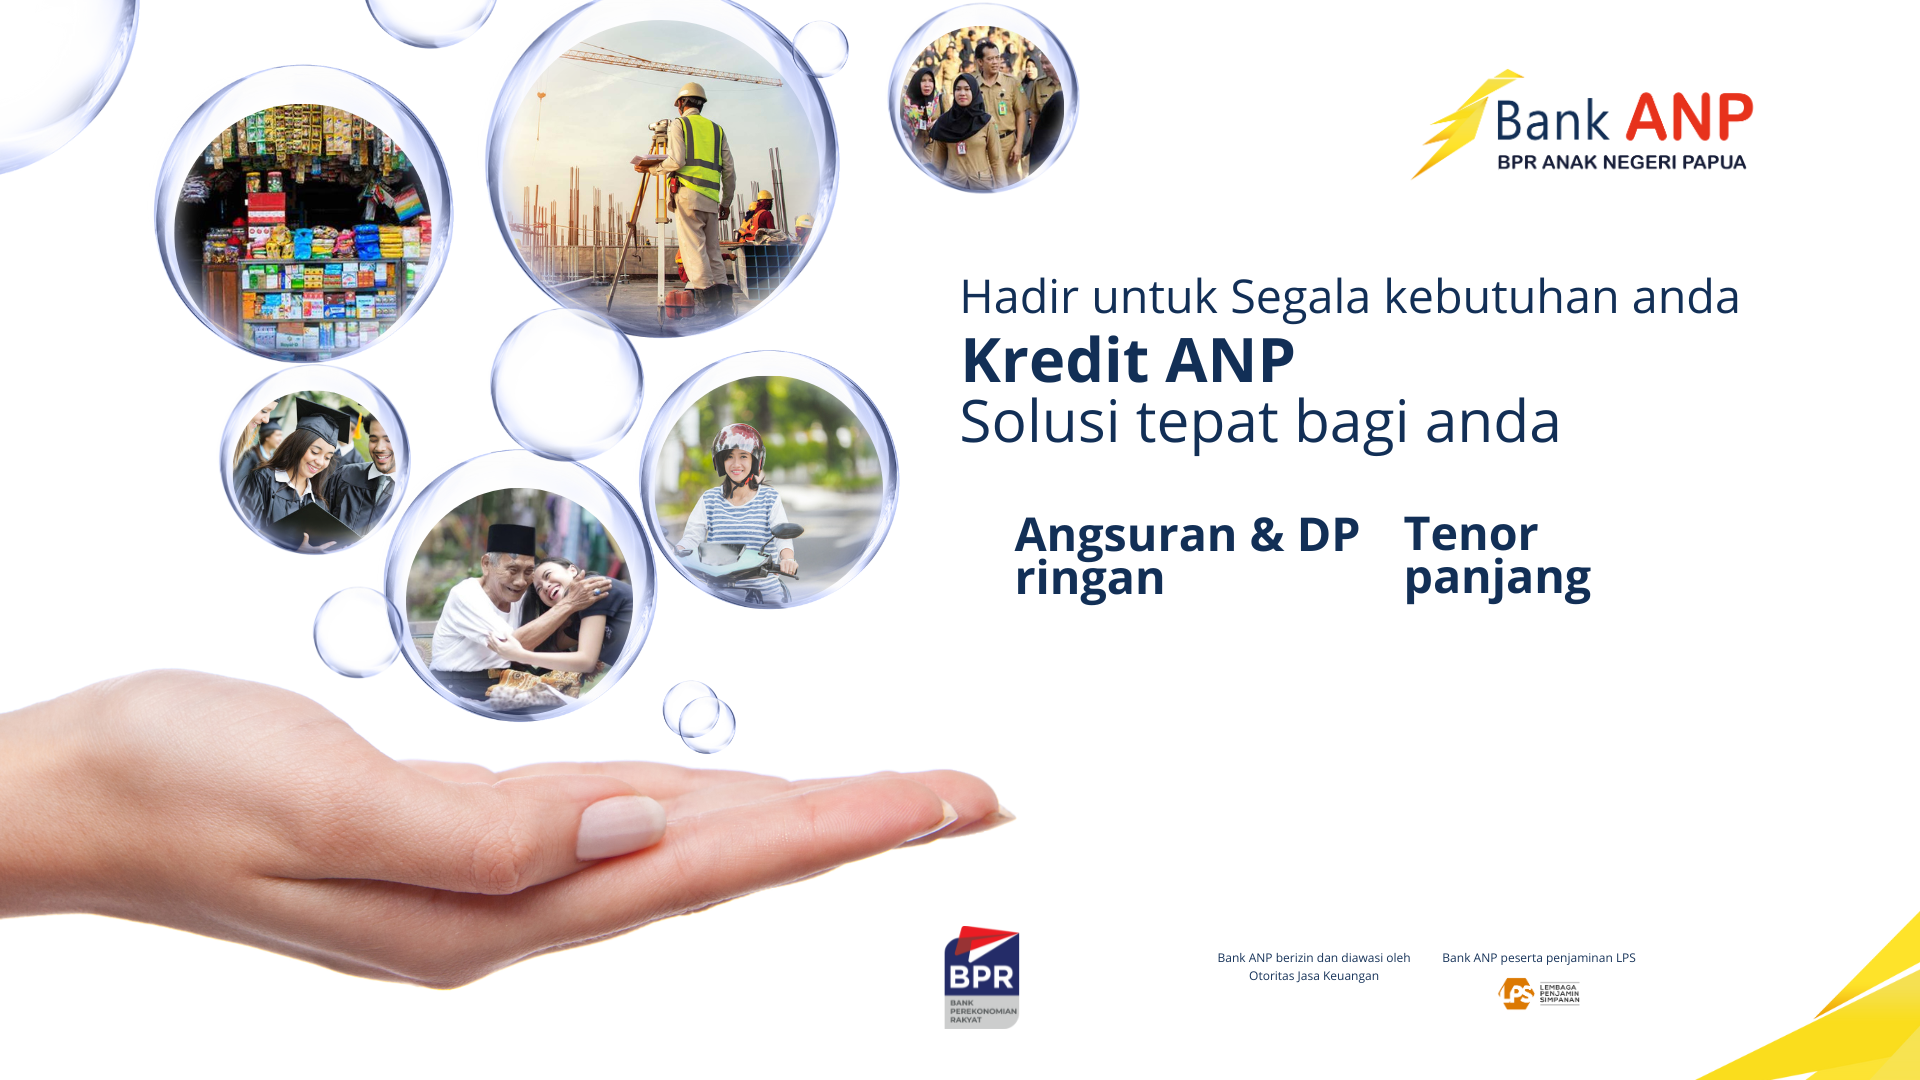 Bank ANP
BPR ANAK NEGERI PAPUA
Hadir untuk Segala kebutuhan anda
Kredit ANP
Solusi tepat bagi anda
Angsuran & DP
ringan
Tenor
panjang
BPR
BANK
PEREKONOMIAN
RAKYAT
Bank ANP berizin dan diawasi oleh
Otoritas Jasa Keuangan
Bank ANP peserta penjaminan LPS
LPS
LEMBAGA
PENJAMIN
SIMPANAN